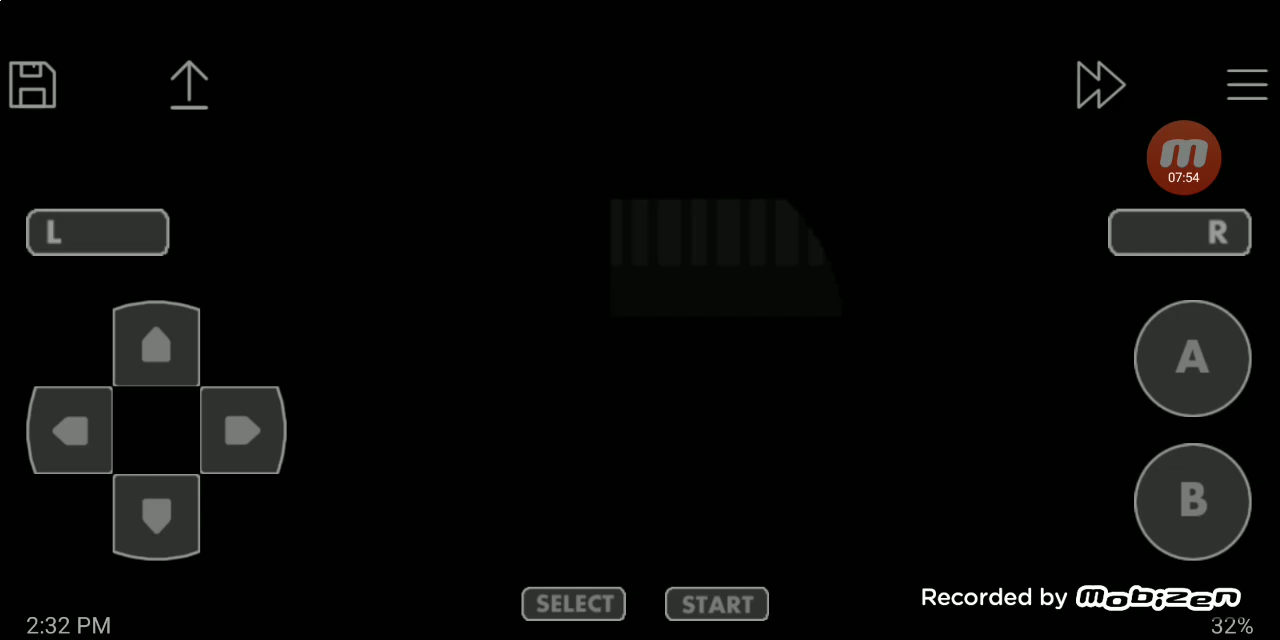 07:54
L
R
A
B
SELECT START
Recorded by mobizen
2:32 PM
32%